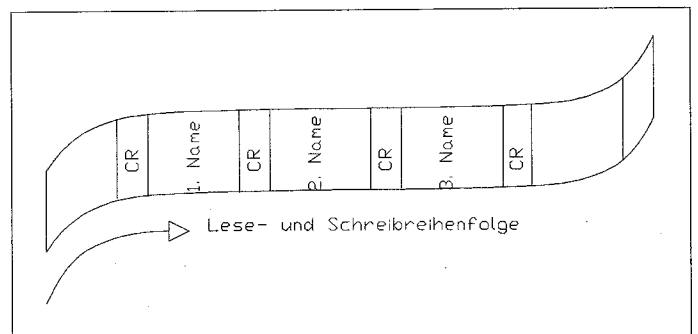 CR
1. Name
CR
2. Name
CR
3. Name
CR
Lese- und Schreibreihenfolge